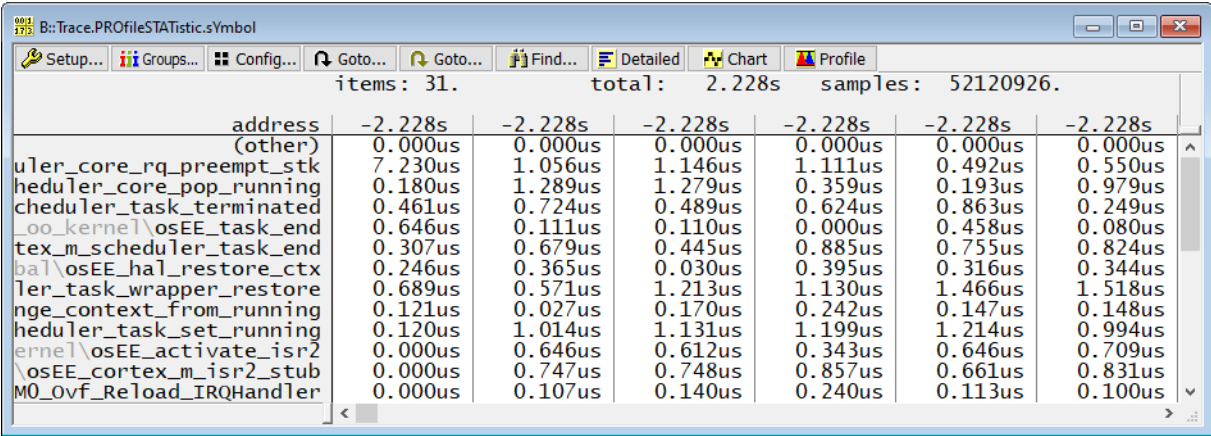 B::Trace.PROfileSTATistic.sYmbol
Setup... Groups... Config... Goto... Goto... Find... Detailed Chart Profile
items: 31. total: 2.228s samples: 52120926.
address -2.228s -2.228s -2.228s -2.228s -2.228s -2.228s
(other) 0.000us 0.000us 0.000us 0.000us 0.000us 0.000us
uler_core_rq_preempt_stk 7.230us 1.056us 1.146us 1.111us 0.492us 0.550us
heduler_core_pop_running 0.180us 1.289us 1.279us 0.359us 0.193us 0.979us
cheduler_task_terminated 0.461us 0.724us 0.489us 0.624us 0.863us 0.249us
_oo_kernel\osEE_task_end 0.646us 0.111us 0.110us 0.000us 0.458us 0.080us
tex_m_scheduler_task_end 0.307us 0.679us 0.445us 0.885us 0.755us 0.824us
bal\osEE_hal_restore_ctx 0.246us 0.365us 0.030us 0.395us 0.316us 0.344us
ler_task_wrapper_restore 0.689us 0.571us 1.213us 1.130us 1.466us 1.518us
nge_context_from_running 0.121us 0.027us 0.170us 0.242us 0.147us 0.148us
heduler_task_set_running 0.120us 1.014us 1.131us 1.199us 1.214us 0.994us
ernel\osEE_activate_isr2 0.000us 0.646us 0.612us 0.343us 0.646us 0.709us
\osEE_cortex_m_isr2_stub 0.000us 0.747us 0.748us 0.857us 0.661us 0.831us
M0_Ovf_Reload_IRQHandler 0.000us 0.107us 0.140us 0.240us 0.113us 0.100us